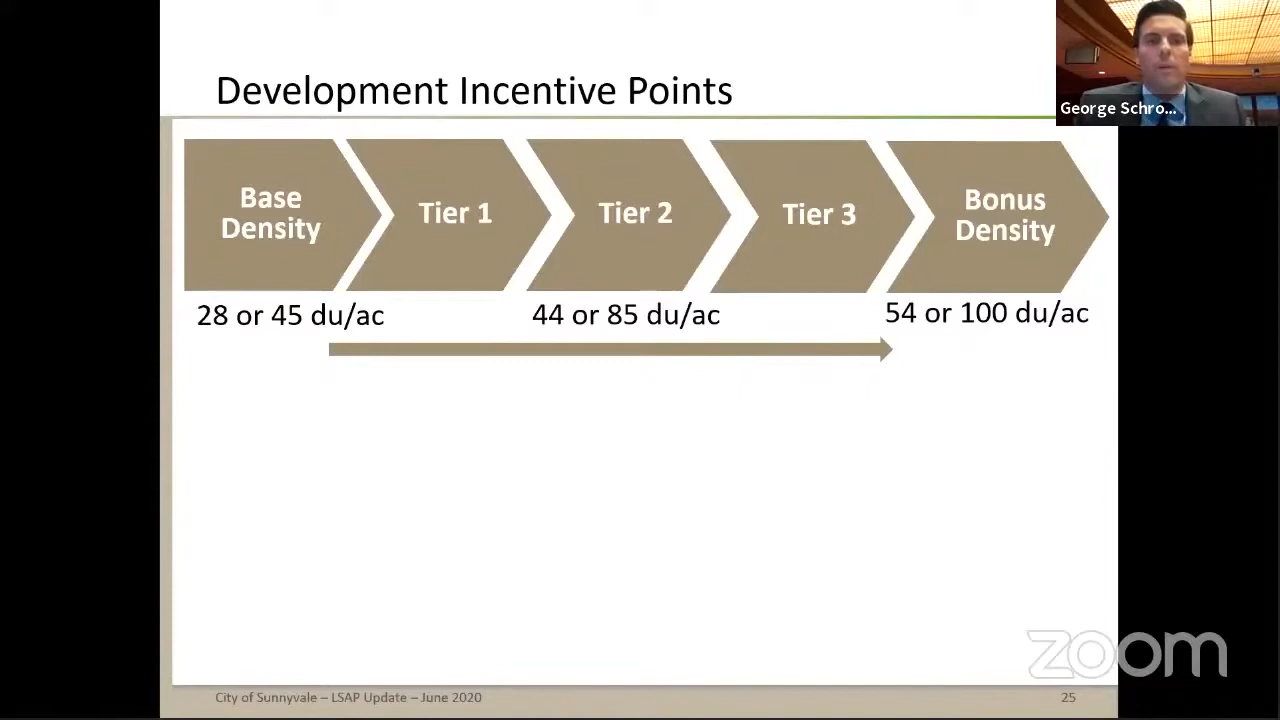 Development Incentive Points
George Schro...
Base
Density
Tier 1
Tier 2
Tier 3
Bonus
Density
28 or 45 du/ac
44 or 85 du/ac
54 or 100 du/ac
zoom
City of Sunnyvale – LSAP Update – June 2020
25